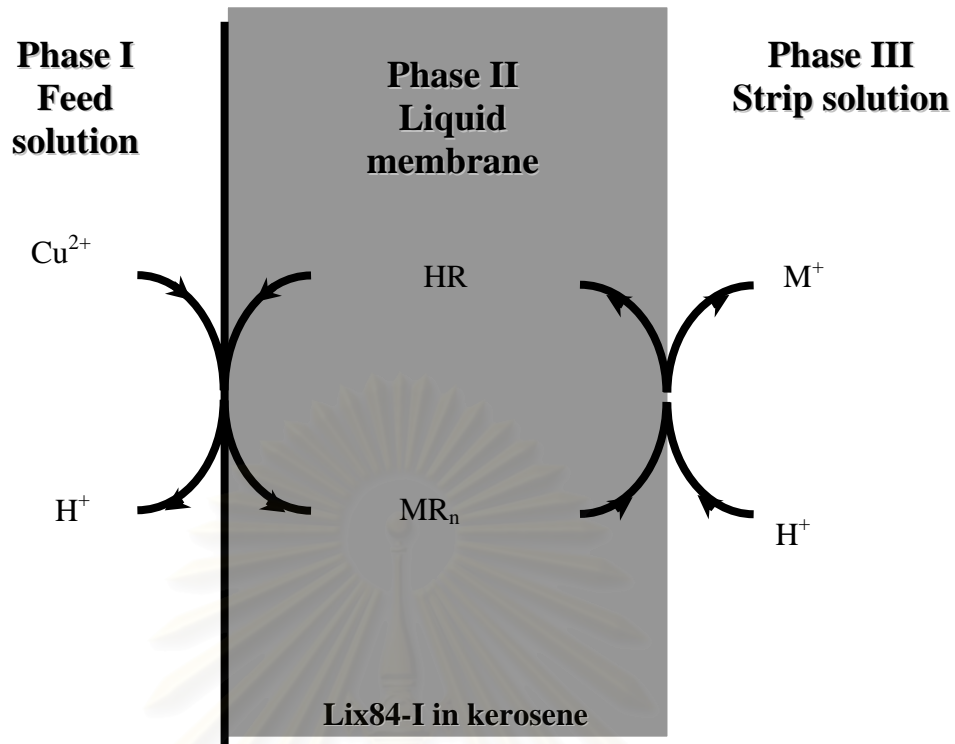 Phase I
Feed
solution
Phase II
Liquid
membrane
Phase III
Strip solution
Cu²⁺
HR
M⁺
H⁺
MRₙ
H⁺
Lix84-I in kerosene